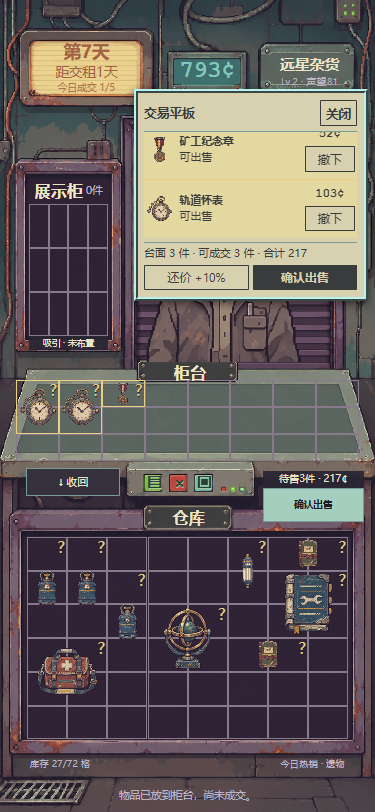 第7天
距交租1天
今日成交 1/5
793¢
远星杂货
Lv.2 · 声望81
交易平板
关闭
矿工纪念章
52¢
可出售
撤下
轨道怀表
103¢
可出售
撤下
台面 3 件 · 可成交 3 件 · 合计 217
还价 +10%
确认出售
展示柜 0件
吸引 · 未布置
柜台
?
?
?
↓收回
待售3件 · 217¢
确认出售
仓库
?
?
?
?
?
?
?
?
?
?
库存 27/72 格
今日热销 · 遗物
物品已放到柜台，尚未成交。